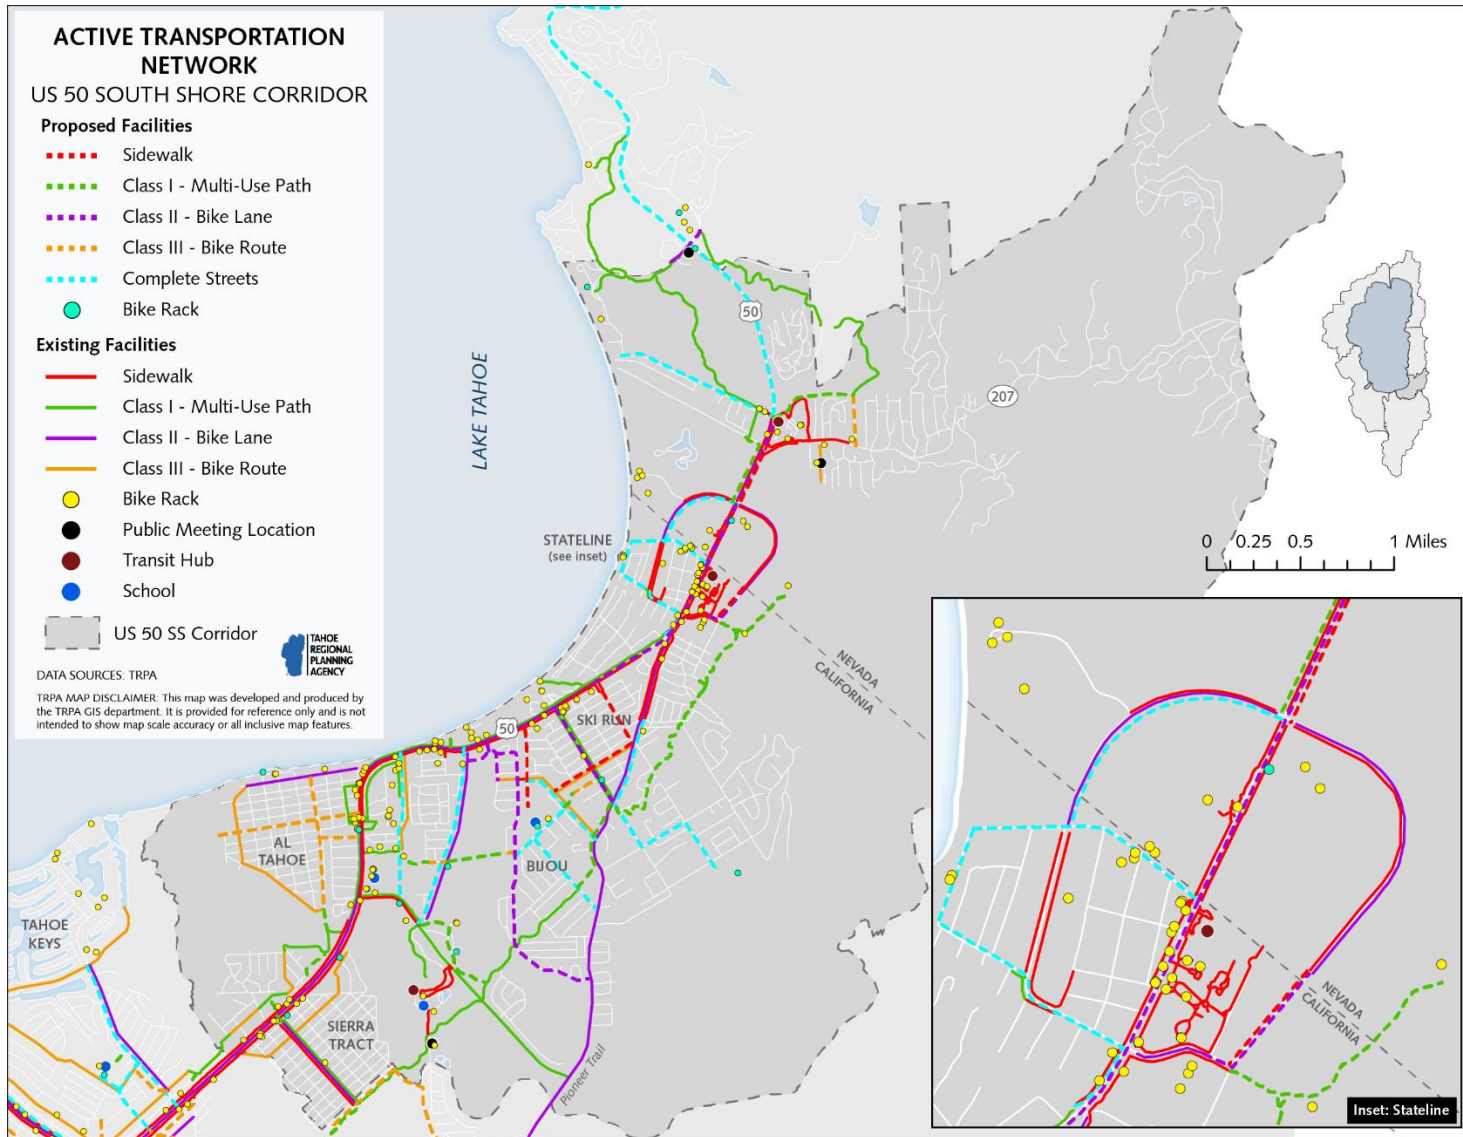 ACTIVE TRANSPORTATION
NETWORK
US 50 SOUTH SHORE CORRIDOR
Proposed Facilities
Sidewalk
Class I - Multi-Use Path
Class II - Bike Lane
Class III - Bike Route
Complete Streets
Bike Rack
Existing Facilities
Sidewalk
Class I - Multi-Use Path
Class II - Bike Lane
Class III - Bike Route
Bike Rack
Public Meeting Location
Transit Hub
School
US 50 SS Corridor
TAHOE
REGIONAL
PLANNING
AGENCY
DATA SOURCES: TRPA
TRPA MAP DISCLAIMER: This map was developed and produced by
the TRPA GIS department. It is provided for reference only and is not
intended to show map scale accuracy or all inclusive map features.
LAKE TAHOE
50
207
STATELINE
(see inset)
0 0.25 0.5 1 Miles
NEVADA
CALIFORNIA
SKI RUN
50
AL
TAHOE
BIJOU
TAHOE
KEYS
SIERRA
TRACT
Pioneer Trail
NEVADA
CALIFORNIA
Inset: Stateline